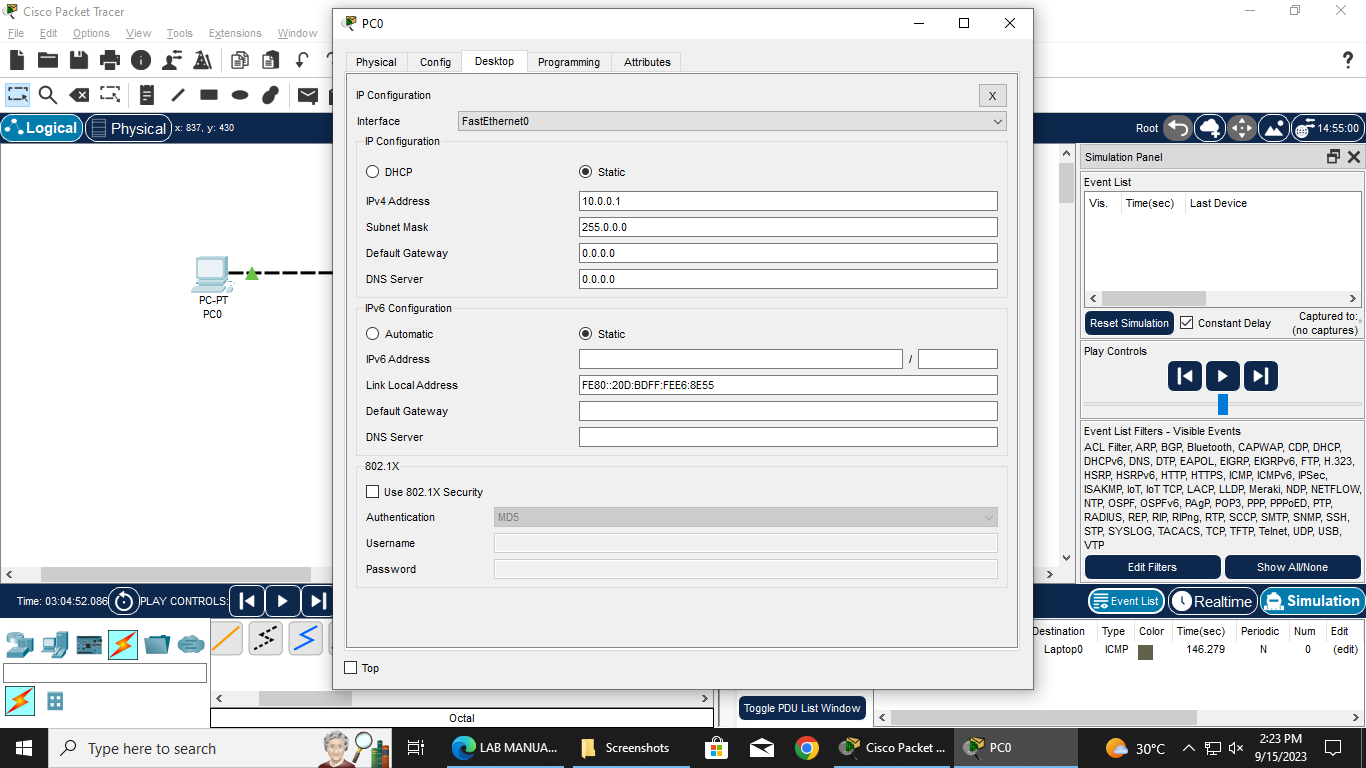 Cisco Packet Tracer
File Edit Options View Tools Extensions Window
Logical
Physical
x: 837, y: 430
PC-PT
PC0
PC0
Physical Config Desktop Programming Attributes
IP Configuration
X
Interface
FastEthernet0
IP Configuration
DHCP
Static
IPv4 Address
10.0.0.1
Subnet Mask
255.0.0.0
Default Gateway
0.0.0.0
DNS Server
0.0.0.0
IPv6 Configuration
Automatic
Static
IPv6 Address
/
Link Local Address
FE80::20D:BDFF:FEE6:8E55
Default Gateway
DNS Server
802.1X
Use 802.1X Security
Authentication
MD5
Username
Password
Top
Root
14:55:00
Simulation Panel
Event List
Vis. Time(sec) Last Device
Reset Simulation
Constant Delay
Captured to:
(no captures)
Play Controls
Event List Filters - Visible Events
ACL Filter, ARP, BGP, Bluetooth, CAPWAP, CDP, DHCP,
DHCPv6, DNS, DTP, EAPOL, EIGRP, EIGRPv6, FTP, H.323,
HSRP, HSRPv6, HTTP, HTTPS, ICMP, ICMPv6, IPSec,
ISAKMP, IoT, IoT TCP, LACP, LLDP, Meraki, NDP, NETFLOW,
NTP, OSPF, OSPFv6, PAgP, POP3, PPP, PPPoED, PTP,
RADIUS, REP, RIP, RIPng, RTP, SCCP, SMTP, SNMP, SSH,
STP, SYSLOG, TACACS, TCP, TFTP, Telnet, UDP, USB,
VTP
Edit Filters
Show All/None
Time: 03:04:52.086
PLAY CONTROLS:
Event List
Realtime
Simulation
Destination Type Color Time(sec) Periodic Num Edit
Laptop0 ICMP 146.279 N 0 (edit)
Octal
Toggle PDU List Window
Type here to search
LAB MANUA...
Screenshots
Cisco Packet ...
PC0
30°C
2:23 PM
9/15/2023